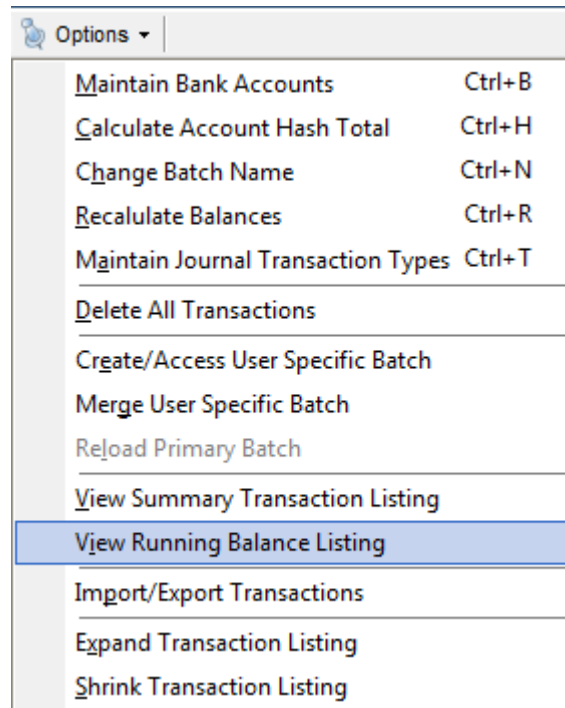 Options
Maintain Bank Accounts Ctrl+B
Calculate Account Hash Total Ctrl+H
Change Batch Name Ctrl+N
Recalulate Balances Ctrl+R
Maintain Journal Transaction Types Ctrl+T
Delete All Transactions
Create/Access User Specific Batch
Merge User Specific Batch
Reload Primary Batch
View Summary Transaction Listing
View Running Balance Listing
Import/Export Transactions
Expand Transaction Listing
Shrink Transaction Listing